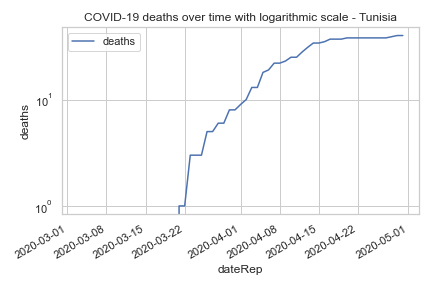 COVID-19 deaths over time with logarithmic scale - Tunisia
deaths
deaths
10¹
10⁰
2020-03-01
2020-03-08
2020-03-15
2020-03-22
2020-04-01
2020-04-08
2020-04-15
2020-04-22
2020-05-01
dateRep